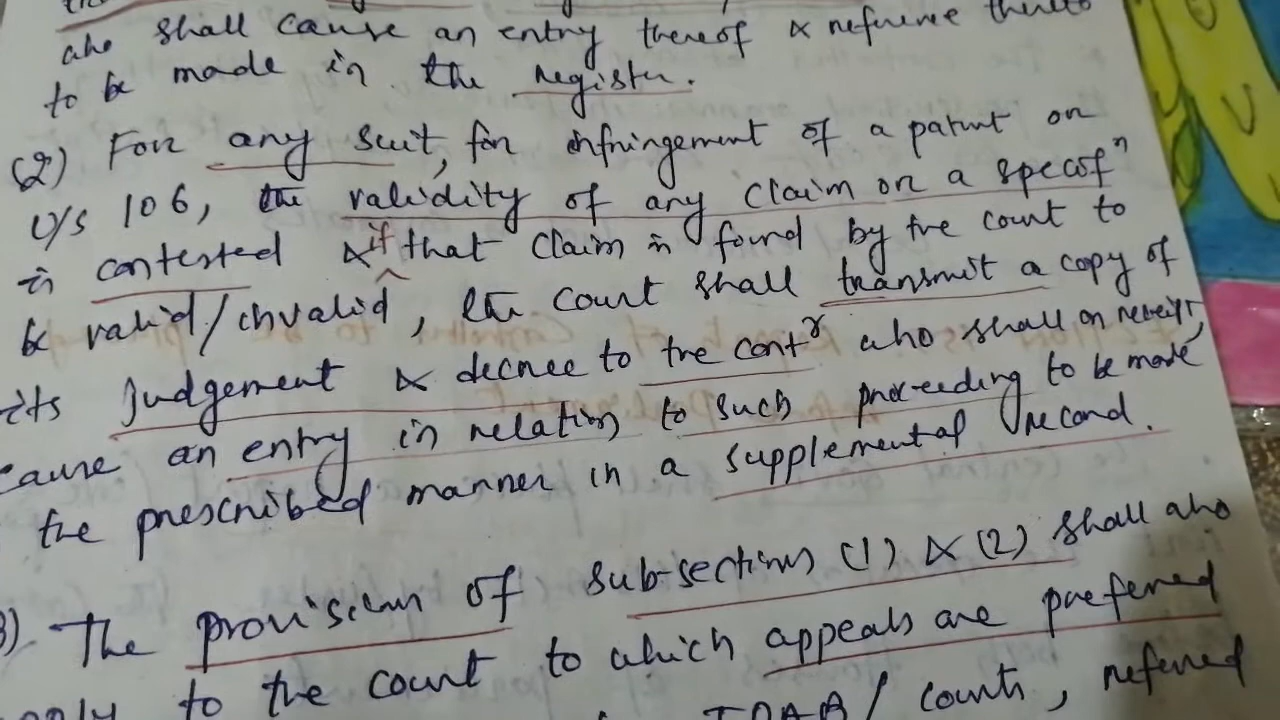 who shall cause an entry thereof & reference thereto
to be made in the register.
(2) For any suit, for infringement of a patent or
U/S 106, the validity of any claim or a specifⁿ
is contested & if that claim is found by the court to
be valid/invalid, the court shall transmit a copy of
its judgement & decree to the contʳ who shall on receipt,
cause an entry in relation to such proceeding to be made
the prescribed manner in a supplemental record.
3) The provision of sub-sections (1) & (2) shall also
apply to the court to which appeals are preferred
courts, referred